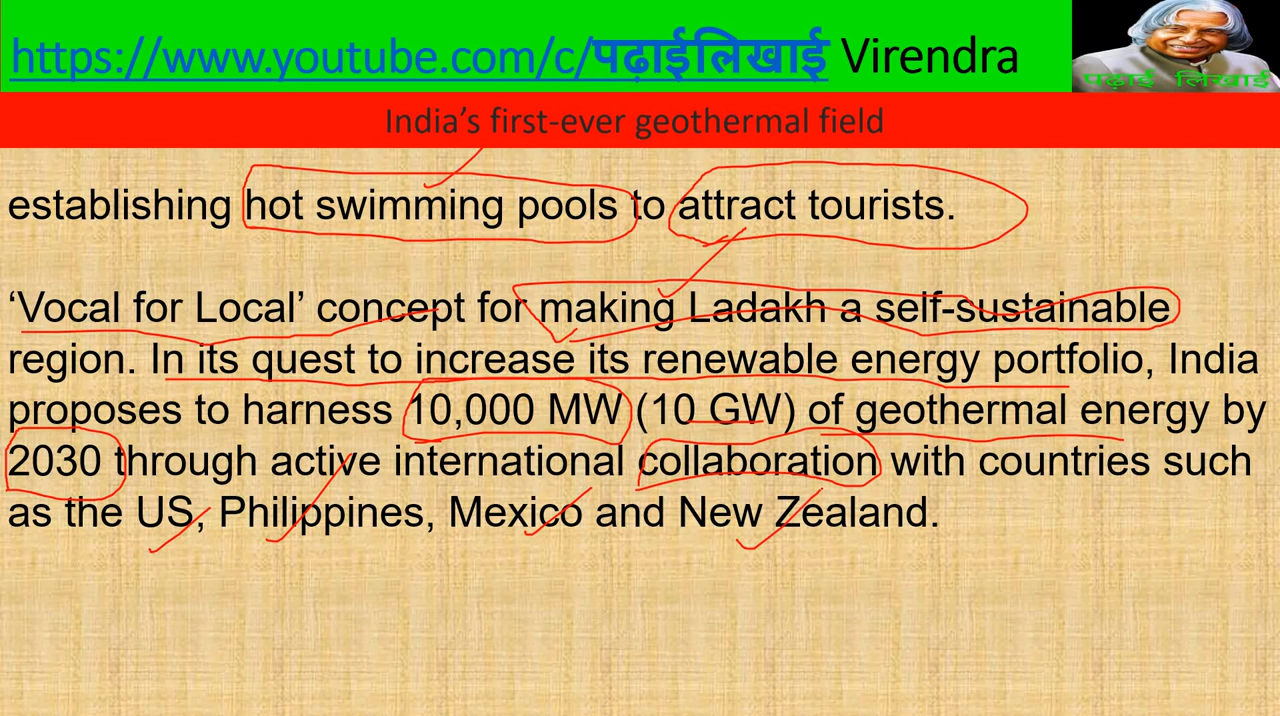 https://www.youtube.com/c/पढ़ाईलिखाई Virendra
पढ़ाई लिखाई
India’s first-ever geothermal field
establishing hot swimming pools to attract tourists.
‘Vocal for Local’ concept for making Ladakh a self-sustainable
region. In its quest to increase its renewable energy portfolio, India
proposes to harness 10,000 MW (10 GW) of geothermal energy by
2030 through active international collaboration with countries such
as the US, Philippines, Mexico and New Zealand.